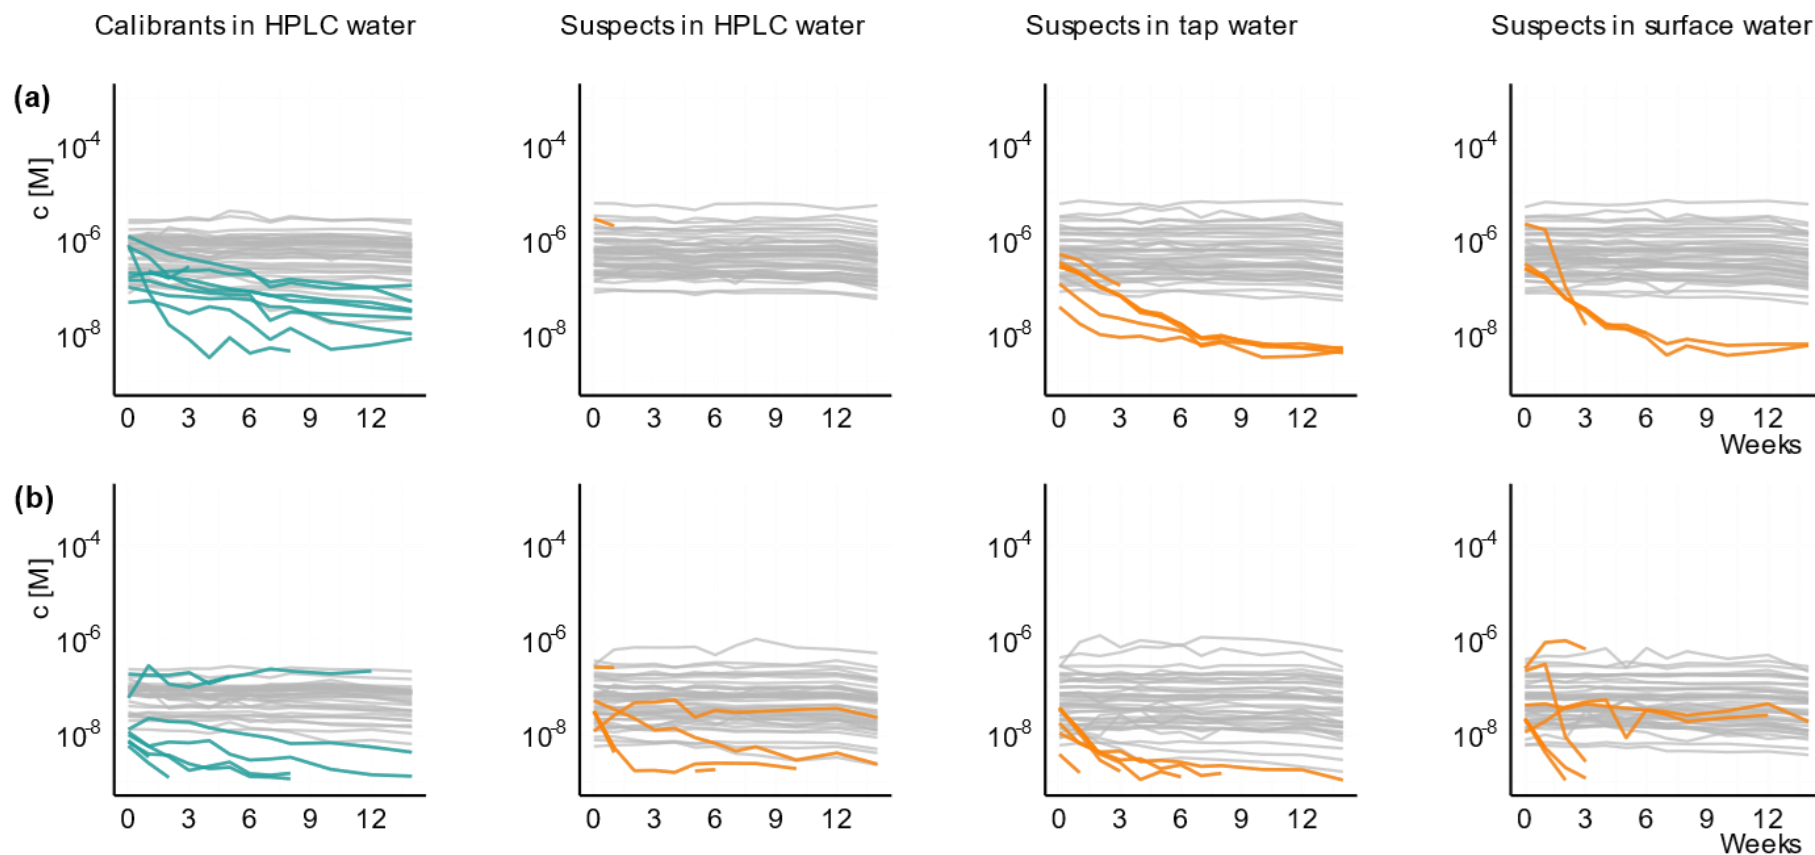 Calibrants in HPLC water Suspects in HPLC water Suspects in tap water Suspects in surface water
(a)
c [M]
10-4 10-4 10-4 10-4
10-6 10-6 10-6 10-6
10-8 10-8 10-8 10-8
0 3 6 9 12 0 3 6 9 12 0 3 6 9 12 0 3 6 9 12
Weeks
(b)
c [M]
10-4 10-4 10-4 10-4
10-6 10-6 10-6 10-6
10-8 10-8 10-8 10-8
0 3 6 9 12 0 3 6 9 12 0 3 6 9 12 0 3 6 9 12
Weeks